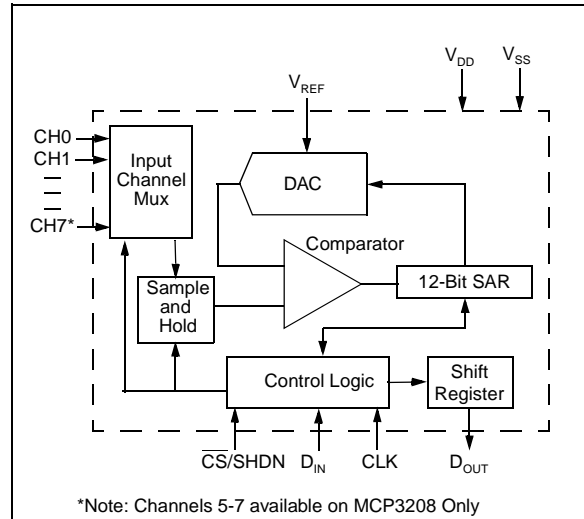 V_DD V_SS
V_REF
CH0
CH1
CH7*
Input
Channel
Mux
DAC
Comparator
Sample
and
Hold
12-Bit SAR
Control Logic
Shift
Register
C̅S̅/SHDN D_IN CLK D_OUT
*Note: Channels 5-7 available on MCP3208 Only